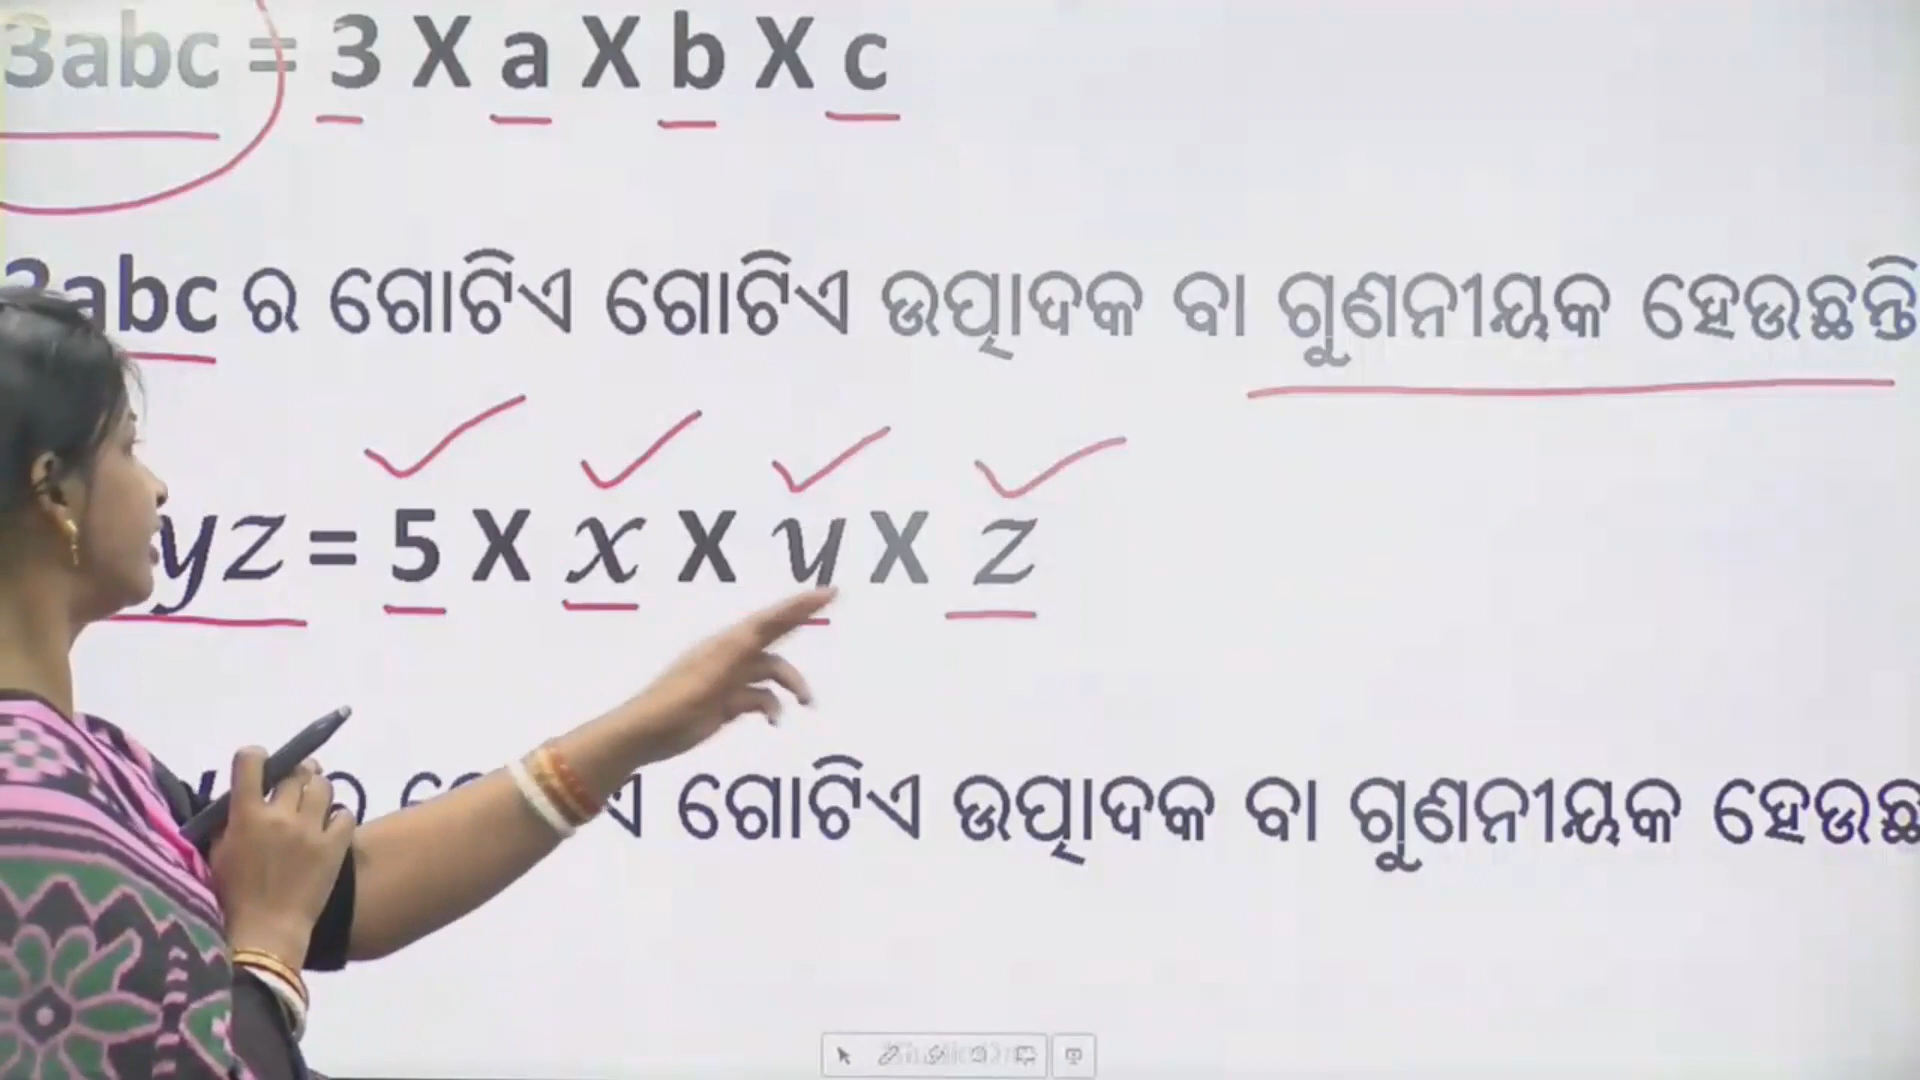 3abc = 3 X a X b X c
3abc ର ଗୋଟିଏ ଗୋଟିଏ ଉତ୍ପାଦକ ବା ଗୁଣନୀୟକ ହେଉଛନ୍ତି
yz = 5 X x X y X z
ଗୋଟିଏ ଉତ୍ପାଦକ ବା ଗୁଣନୀୟକ